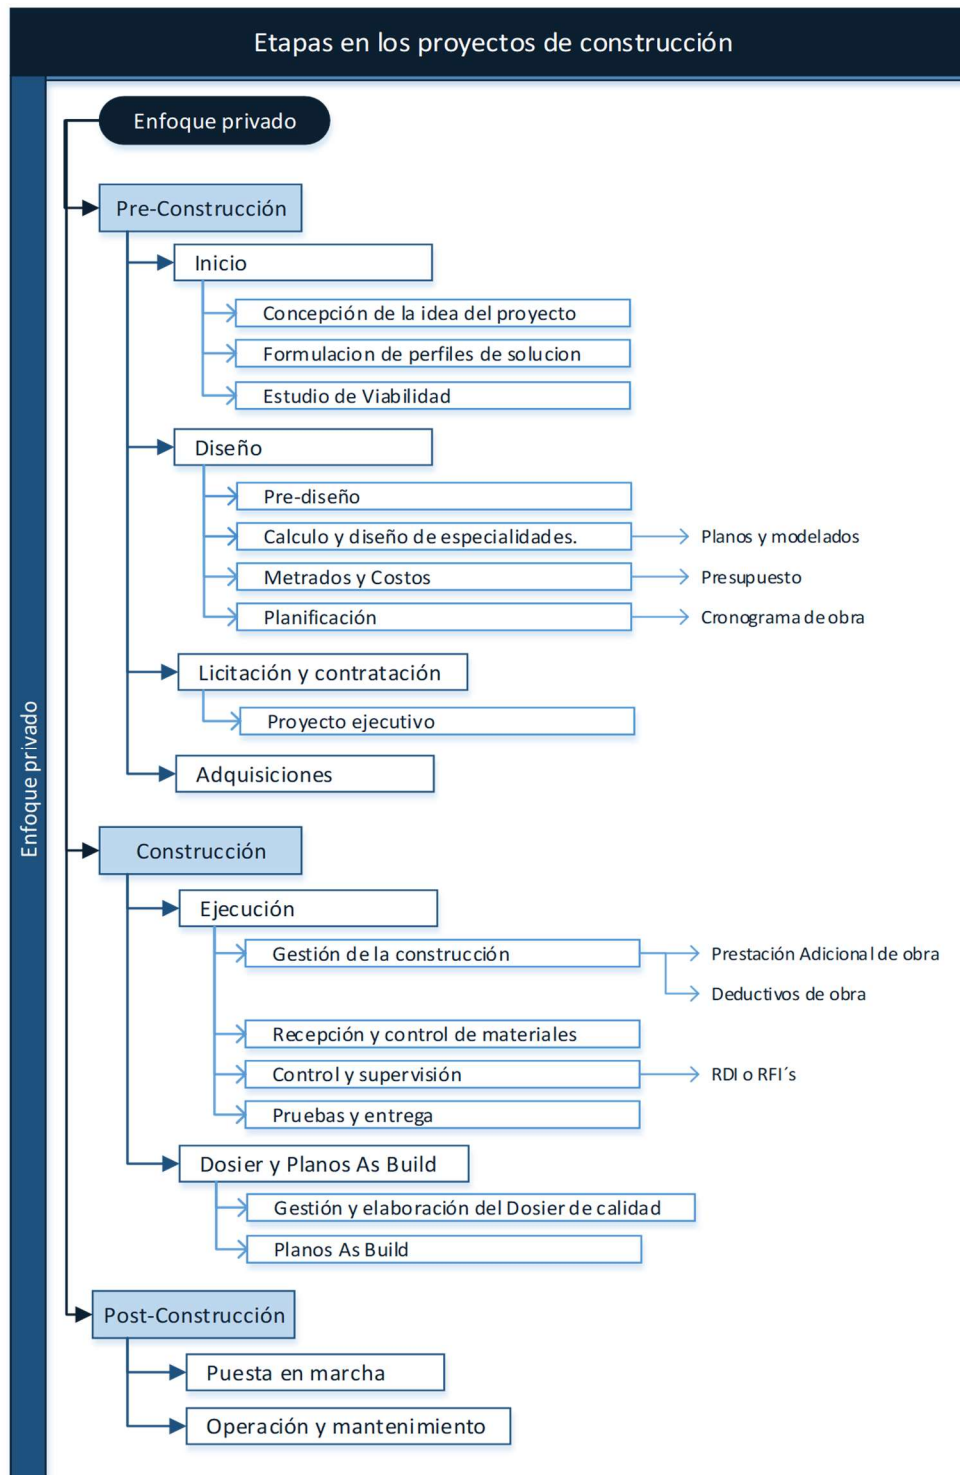 Etapas en los proyectos de construcción
Enfoque privado
Enfoque privado
Pre-Construcción
Inicio
Concepción de la idea del proyecto
Formulacion de perfiles de solucion
Estudio de Viabilidad
Diseño
Pre-diseño
Calculo y diseño de especialidades.
Planos y modelados
Metrados y Costos
Presupuesto
Planificación
Cronograma de obra
Licitación y contratación
Proyecto ejecutivo
Adquisiciones
Construcción
Ejecución
Gestión de la construcción
Prestación Adicional de obra
Deductivos de obra
Recepción y control de materiales
Control y supervisión
RDI o RFI´s
Pruebas y entrega
Dosier y Planos As Build
Gestión y elaboración del Dosier de calidad
Planos As Build
Post-Construcción
Puesta en marcha
Operación y mantenimiento